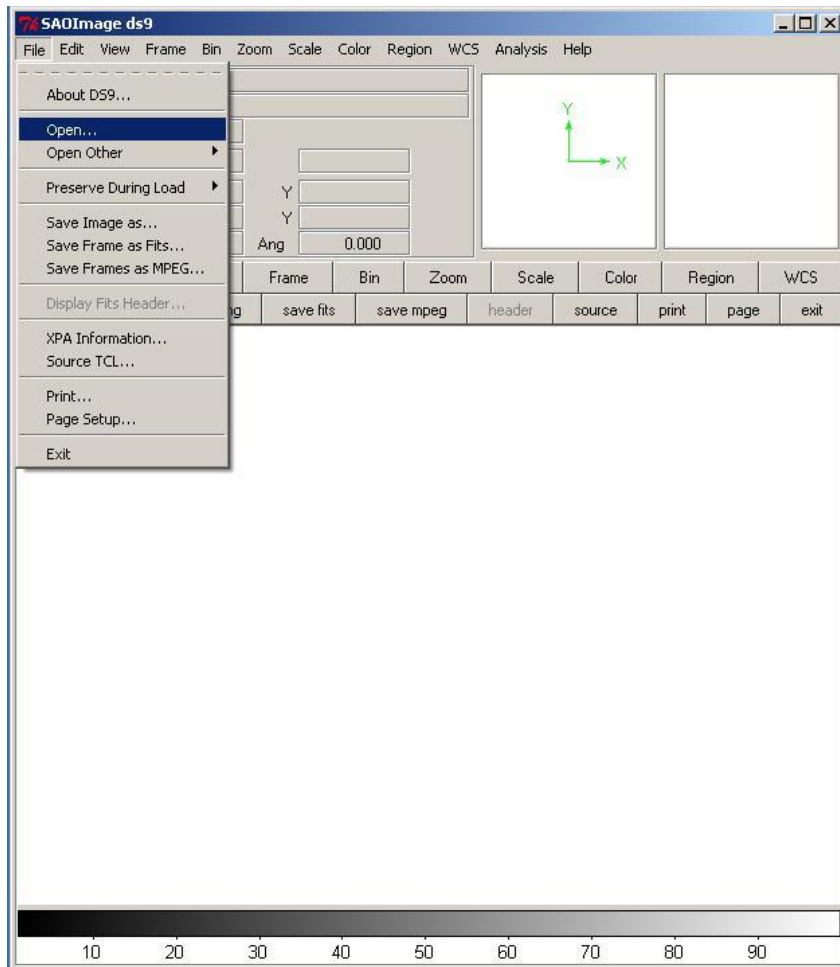 SAOImage ds9
File Edit View Frame Bin Zoom Scale Color Region WCS Analysis Help
About DS9...
Open...
Open Other
Preserve During Load
Save Image as...
Save Frame as Fits...
Save Frames as MPEG...
Display Fits Header...
XPA Information...
Source TCL...
Print...
Page Setup...
Exit
Y
X
Y
Y
Ang 0.000
Frame Bin Zoom Scale Color Region WCS
save fits save mpeg header source print page exit
10 20 30 40 50 60 70 80 90